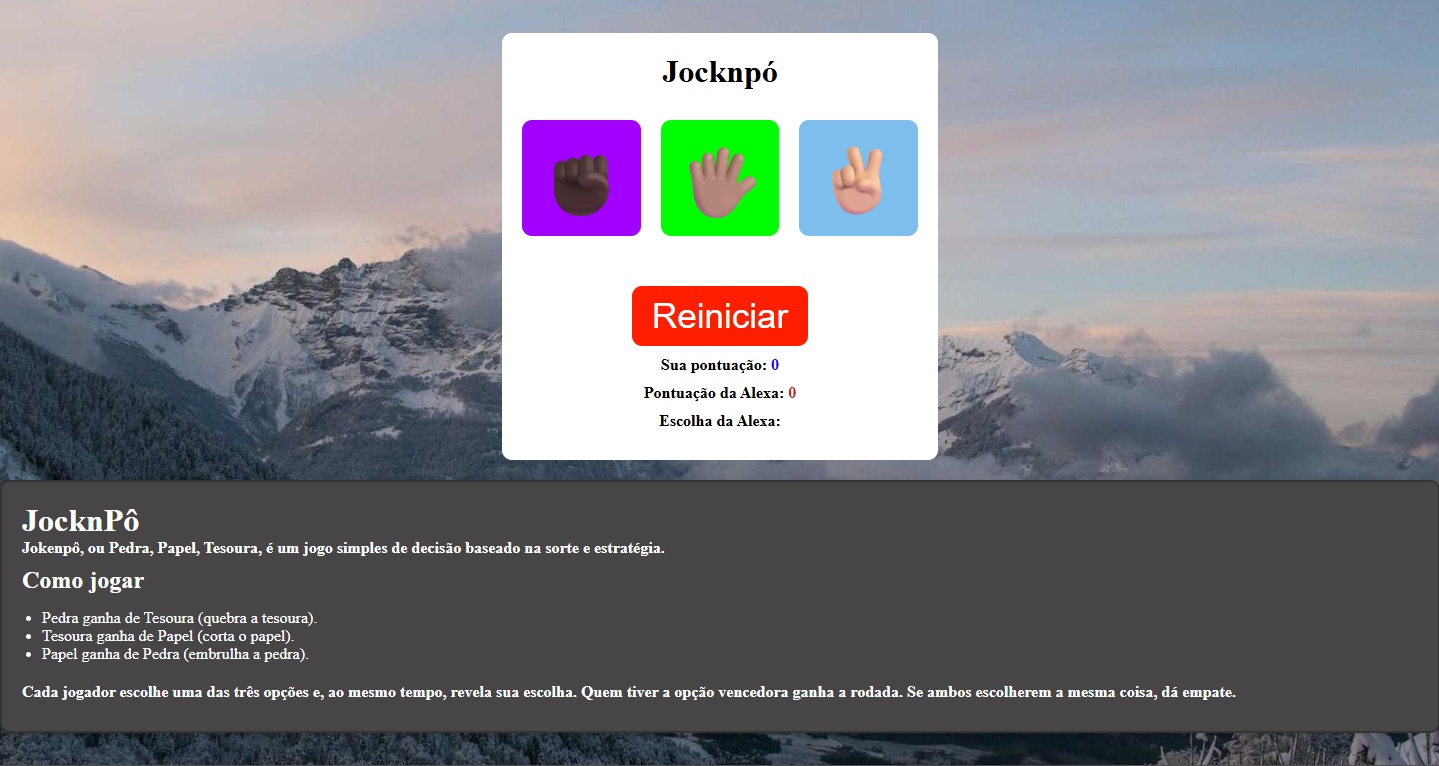 Jocknpó
Reiniciar
Sua pontuação: 0
Pontuação da Alexa: 0
Escolha da Alexa:
JocknPô
Jokenpô, ou Pedra, Papel, Tesoura, é um jogo simples de decisão baseado na sorte e estratégia.
Como jogar
• Pedra ganha de Tesoura (quebra a tesoura).
• Tesoura ganha de Papel (corta o papel).
• Papel ganha de Pedra (embrulha a pedra).
Cada jogador escolhe uma das três opções e, ao mesmo tempo, revela sua escolha. Quem tiver a opção vencedora ganha a rodada. Se ambos escolherem a mesma coisa, dá empate.